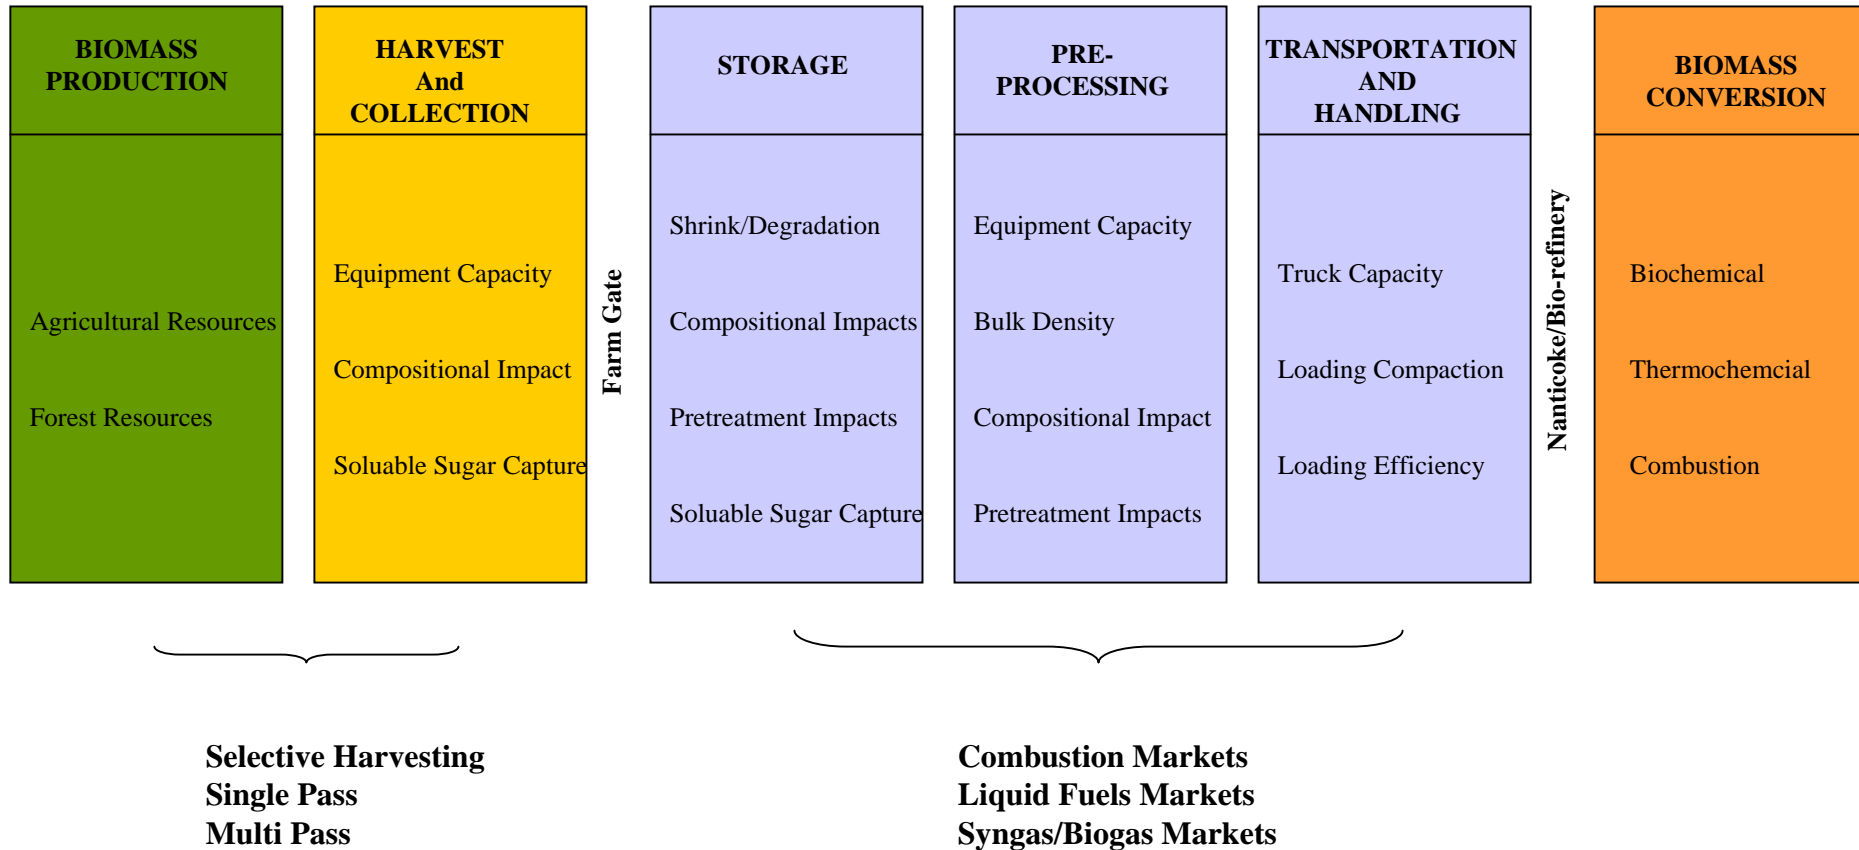 BIOMASS
PRODUCTION
Agricultural Resources
Forest Resources
HARVEST
And
COLLECTION
Equipment Capacity
Compositional Impact
Soluable Sugar Capture
Farm Gate
STORAGE
Shrink/Degradation
Compositional Impacts
Pretreatment Impacts
Soluable Sugar Capture
PRE-
PROCESSING
Equipment Capacity
Bulk Density
Compositional Impact
Pretreatment Impacts
TRANSPORTATION
AND
HANDLING
Truck Capacity
Loading Compaction
Loading Efficiency
Nanticoke/Bio-refinery
BIOMASS
CONVERSION
Biochemical
Thermochemcial
Combustion
Selective Harvesting
Single Pass
Multi Pass
Combustion Markets
Liquid Fuels Markets
Syngas/Biogas Markets